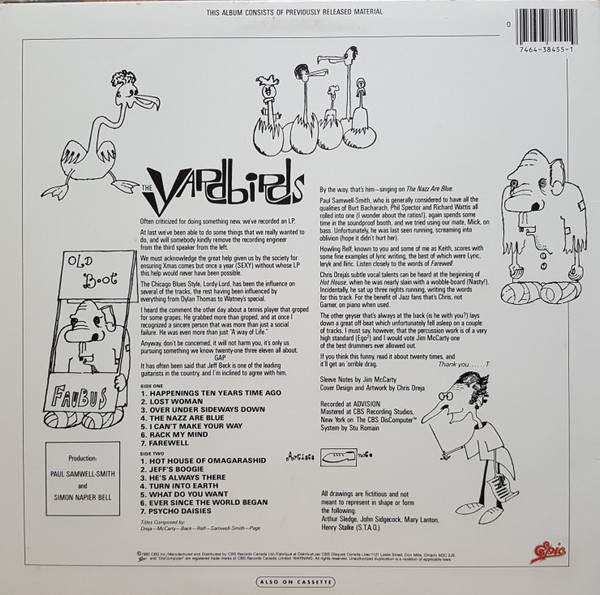 THIS ALBUM CONSISTS OF PREVIOUSLY RELEASED MATERIAL
0
7464-38455-1
THE YARDBIRDS
Often criticized for doing something new, we've recorded an LP.
At last we've been able to do some things that we really wanted to
do, and will somebody kindly remove the recording engineer
from the third speaker from the left.
We must acknowledge the great help given us by the society for
ensuring Xmas comes but once a year (SEXY) without whose LP
this help would never have been possible.
The Chicago Blues Style, Lordy-Lord, has been the influence on
several of the tracks, the rest having been influenced by
everything from Dylan Thomas to Watney's special.
I heard the comment the other day about a tennis player that groped
for some grapes. He grabbed more than groped, and at once I
recognized a sincere person that was more than just a social
failure. He was even more than just "A way of Life."
Anyway, don't be concerned, it will not harm you, it's only us
pursuing something we know twenty-one three eleven all about.
GAP
It has often been said that Jeff Beck is one of the leading
guitarists in the country, and I'm inclined to agree with him.
SIDE ONE
1. HAPPENINGS TEN YEARS TIME AGO
2. LOST WOMAN
3. OVER UNDER SIDEWAYS DOWN
4. THE NAZZ ARE BLUE
5. I CAN'T MAKE YOUR WAY
6. RACK MY MIND
7. FAREWELL
SIDE TWO
1. HOT HOUSE OF OMAGARASHID
2. JEFF'S BOOGIE
3. HE'S ALWAYS THERE
4. TURN INTO EARTH
5. WHAT DO YOU WANT
6. EVER SINCE THE WORLD BEGAN
7. PSYCHO DAISIES
Titles Composed by:
Dreja—McCarty—Beck—Relf—Samwell-Smith—Page
By the way, that's him—singing on The Nazz Are Blue.
Paul Samwell-Smith, who is generally considered to have all the
qualities of Burt Bacharach, Phil Spector and Richard Wattis all
rolled into one (I wonder about the ratios!), again spends some
time in the soundproof booth, and we tried using our mate, Mick, on
bass. Unfortunately, he was last seen running, screaming into
oblivion (hope it didn't hurt her).
Howling Relf, known to you and some of me as Keith, scores with
some fine examples of lyric writing, the best of which were Lyric,
leryk and lliric. Listen closely to the words of Farewell.
Chris Drejás subtle vocal talents can be heard at the beginning of
Hot House, when he was nearly slain with a wobble-board (Nasty!).
Incidentally, he sat up three nights running, writing the words
for this track. For the benefit of Jazz fans that's Chris, not
Garner, on piano when used.
The other geyser that's always at the back (is he with you?) lays
down a great off-beat which unfortunately fell asleep on a couple
of tracks. I must say, however, that the percussion work is of a very
high standard (Ego?) and I would vote Jim McCarty one
of the best drummers ever allowed out.
If you think this funny, read it about twenty times, and
it'll get an 'orrible drag.
Thank you......T
Sleeve Notes by Jim McCarty
Cover Design and Artwork by Chris Dreja
Recorded at ADVISION
Mastered at CBS Recording Studios,
New York on The CBS DisComputer™
System by Stu Romain
Artists note
All drawings are fictitious and not
meant to represent in shape or form
the following:
Arthur Sledge, John Sidgecock, Mary Lanton,
Henry Stalke (S.T.A.Q.)
OLD
BOOT
FAUBUS
Production:
PAUL SAMWELL-SMITH
and
SIMON NAPIER BELL
Epic
ALSO ON CASSETTE